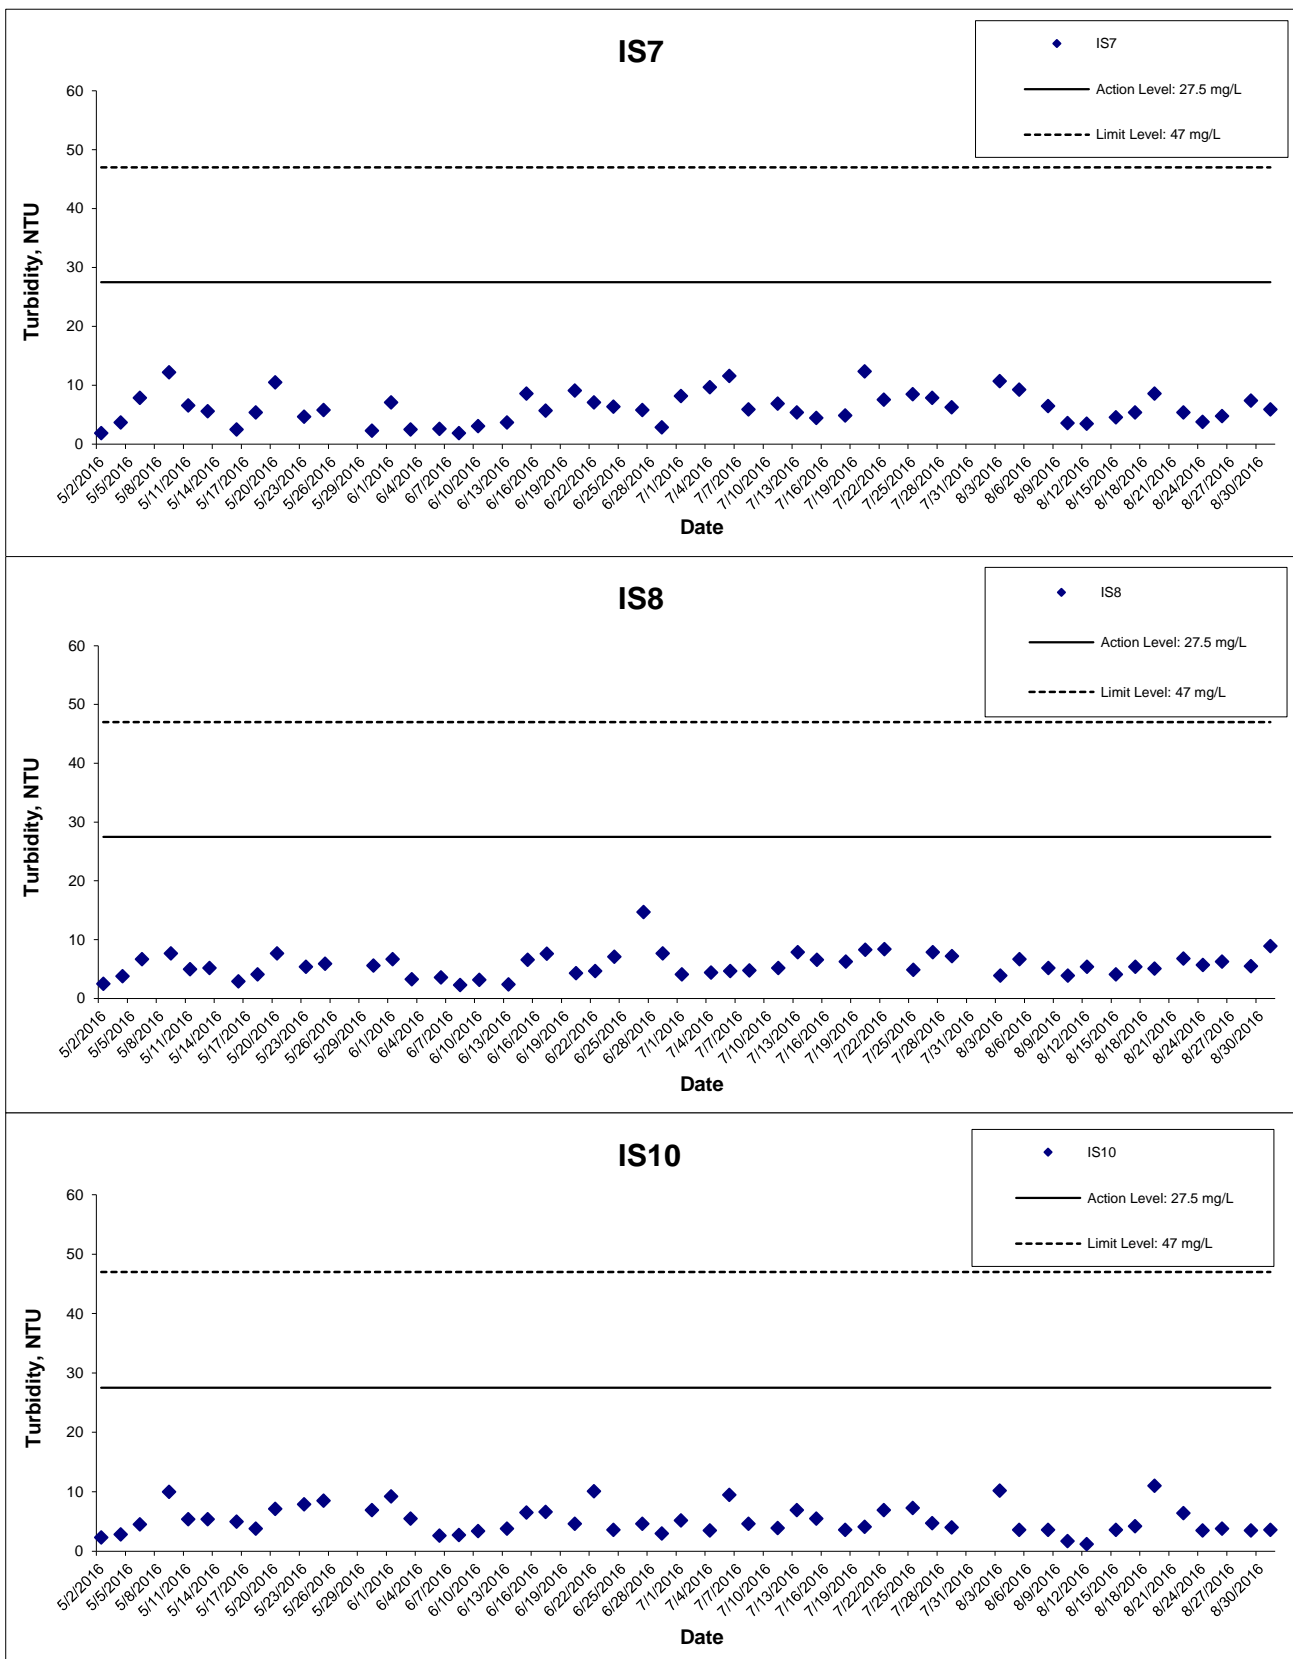 IS7
IS7
Action Level: 27.5 mg/L
Limit Level: 47 mg/L
60
50
40
30
20
10
0
Turbidity, NTU
5/2/2016 5/5/2016 5/8/2016 5/11/2016 5/14/2016 5/17/2016 5/20/2016 5/23/2016 5/26/2016 5/29/2016 6/1/2016 6/4/2016 6/7/2016 6/10/2016 6/13/2016 6/16/2016 6/19/2016 6/22/2016 6/25/2016 6/28/2016 7/1/2016 7/4/2016 7/7/2016 7/10/2016 7/13/2016 7/16/2016 7/19/2016 7/22/2016 7/25/2016 7/28/2016 7/31/2016 8/3/2016 8/6/2016 8/9/2016 8/12/2016 8/15/2016 8/18/2016 8/21/2016 8/24/2016 8/27/2016 8/30/2016
Date
IS8
IS8
Action Level: 27.5 mg/L
Limit Level: 47 mg/L
60
50
40
30
20
10
0
Turbidity, NTU
5/2/2016 5/5/2016 5/8/2016 5/11/2016 5/14/2016 5/17/2016 5/20/2016 5/23/2016 5/26/2016 5/29/2016 6/1/2016 6/4/2016 6/7/2016 6/10/2016 6/13/2016 6/16/2016 6/19/2016 6/22/2016 6/25/2016 6/28/2016 7/1/2016 7/4/2016 7/7/2016 7/10/2016 7/13/2016 7/16/2016 7/19/2016 7/22/2016 7/25/2016 7/28/2016 7/31/2016 8/3/2016 8/6/2016 8/9/2016 8/12/2016 8/15/2016 8/18/2016 8/21/2016 8/24/2016 8/27/2016 8/30/2016
Date
IS10
IS10
Action Level: 27.5 mg/L
Limit Level: 47 mg/L
60
50
40
30
20
10
0
Turbidity, NTU
5/2/2016 5/5/2016 5/8/2016 5/11/2016 5/14/2016 5/17/2016 5/20/2016 5/23/2016 5/26/2016 5/29/2016 6/1/2016 6/4/2016 6/7/2016 6/10/2016 6/13/2016 6/16/2016 6/19/2016 6/22/2016 6/25/2016 6/28/2016 7/1/2016 7/4/2016 7/7/2016 7/10/2016 7/13/2016 7/16/2016 7/19/2016 7/22/2016 7/25/2016 7/28/2016 7/31/2016 8/3/2016 8/6/2016 8/9/2016 8/12/2016 8/15/2016 8/18/2016 8/21/2016 8/24/2016 8/27/2016 8/30/2016
Date